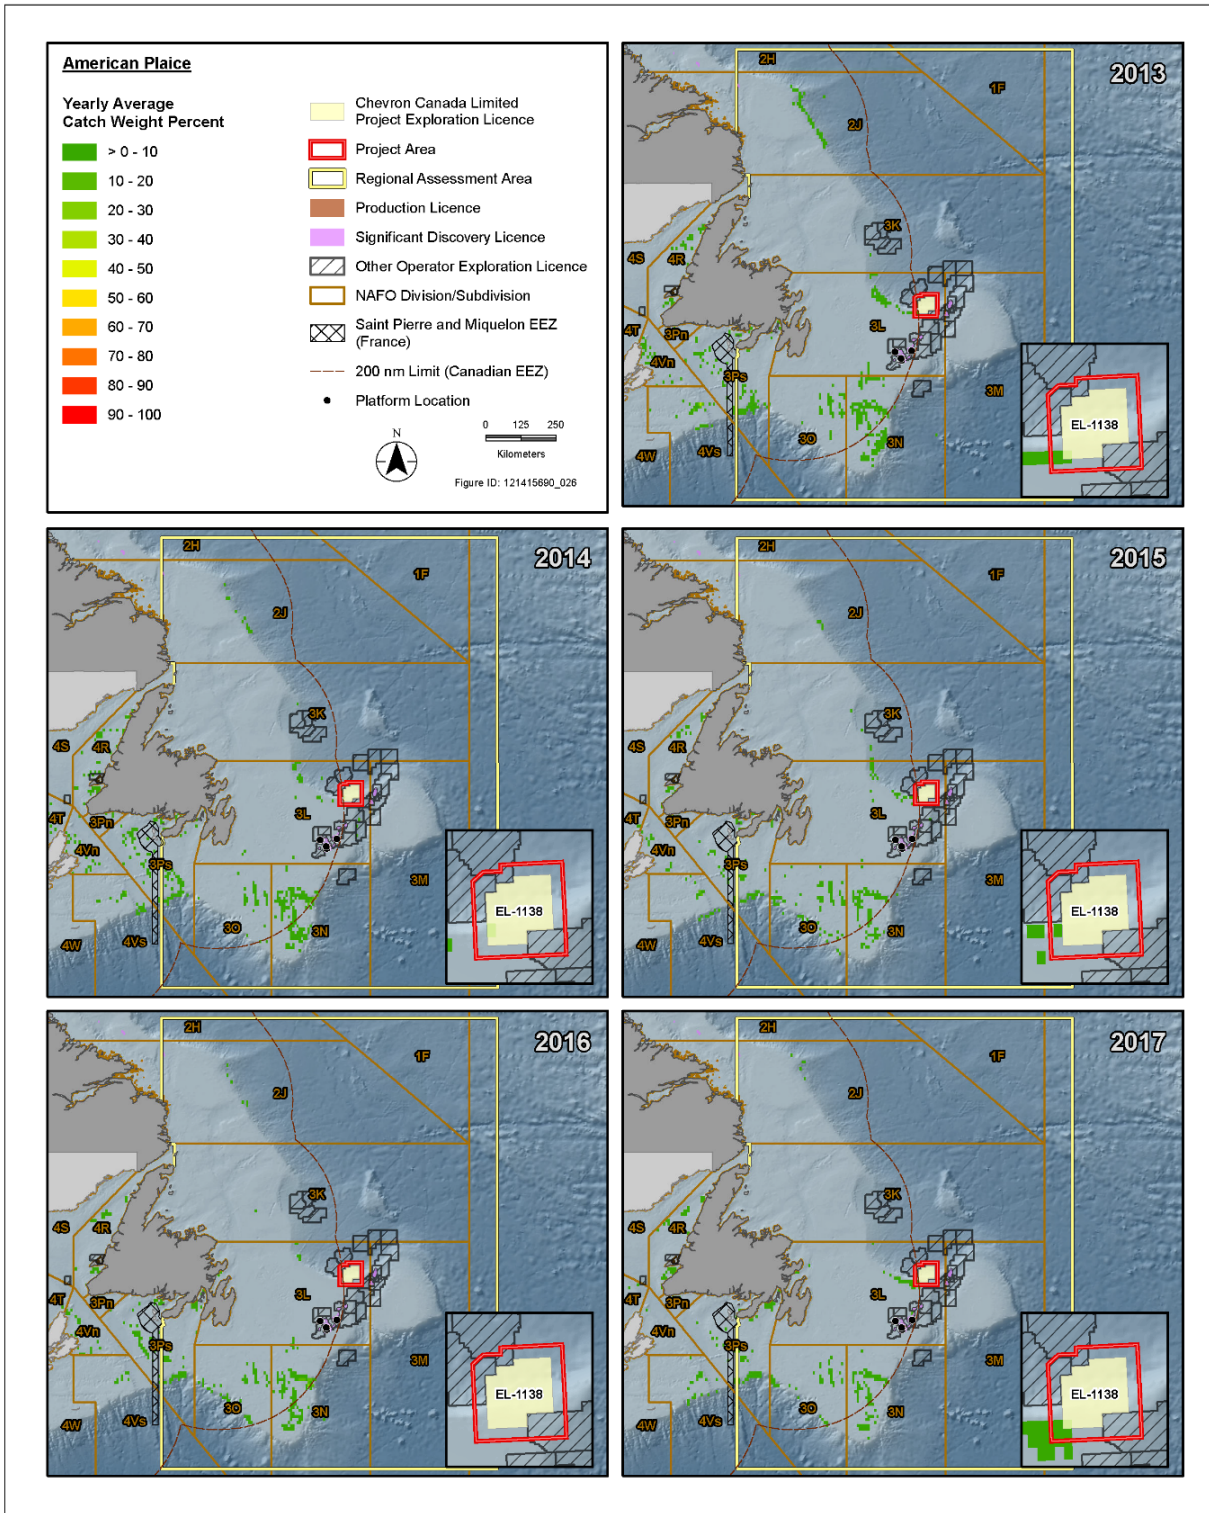 American Plaice
Yearly Average
Catch Weight Percent
> 0 - 10
10 - 20
20 - 30
30 - 40
40 - 50
50 - 60
60 - 70
70 - 80
80 - 90
90 - 100
Chevron Canada Limited
Project Exploration Licence
Project Area
Regional Assessment Area
Production Licence
Significant Discovery Licence
Other Operator Exploration Licence
NAFO Division/Subdivision
Saint Pierre and Miquelon EEZ
(France)
200 nm Limit (Canadian EEZ)
Platform Location
N
0 125 250
Kilometers
Figure ID: 121415690_026
2013
2H
1F
2J
3K
4S
4R
3L
4T
3Pn
4Vn
3Ps
3M
3O
3N
4W
4Vs
EL-1138
2014
2H
1F
2J
3K
4S
4R
3L
4T
3Pn
4Vn
3Ps
3M
3O
3N
4W
4Vs
EL-1138
2015
2H
1F
2J
3K
4S
4R
3L
4T
3Pn
4Vn
3Ps
3M
3O
3N
4W
4Vs
EL-1138
2016
2H
1F
2J
3K
4S
4R
3L
4T
3Pn
4Vn
3Ps
3M
3O
3N
4W
4Vs
EL-1138
2017
2H
1F
2J
3K
4S
4R
3L
4T
3Pn
4Vn
3Ps
3M
3O
3N
4W
4Vs
EL-1138